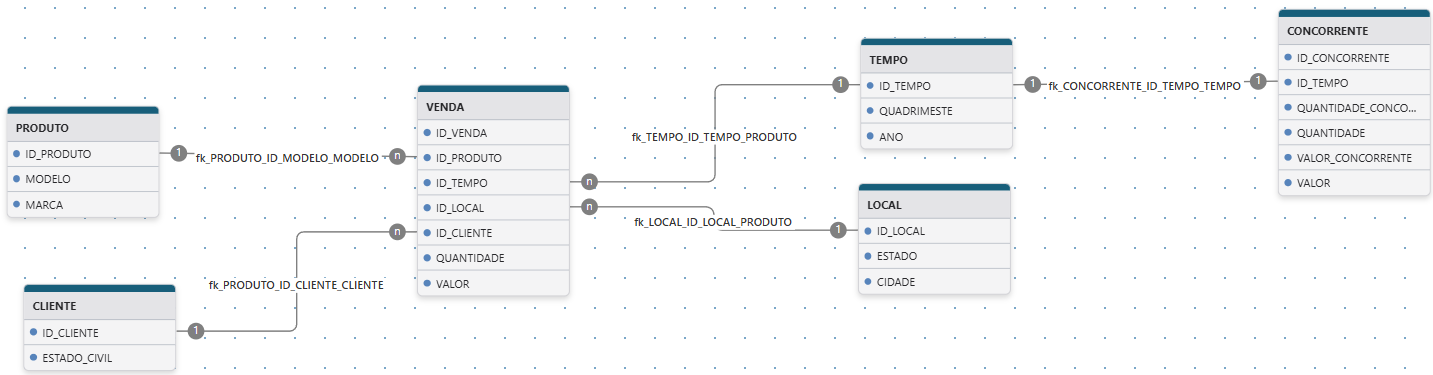 PRODUTO
ID_PRODUTO
MODELO
MARCA
1
fk_PRODUTO_ID_MODELO_MODELO
n
CLIENTE
ID_CLIENTE
ESTADO_CIVIL
1
fk_PRODUTO_ID_CLIENTE_CLIENTE
n
VENDA
ID_VENDA
ID_PRODUTO
ID_TEMPO
ID_LOCAL
ID_CLIENTE
QUANTIDADE
VALOR
n
fk_TEMPO_ID_TEMPO_PRODUTO
1
n
fk_LOCAL_ID_LOCAL_PRODUTO
1
TEMPO
ID_TEMPO
QUADRIMESTE
ANO
LOCAL
ID_LOCAL
ESTADO
CIDADE
1
fk_CONCORRENTE_ID_TEMPO_TEMPO
1
CONCORRENTE
ID_CONCORRENTE
ID_TEMPO
QUANTIDADE_CONCO...
QUANTIDADE
VALOR_CONCORRENTE
VALOR